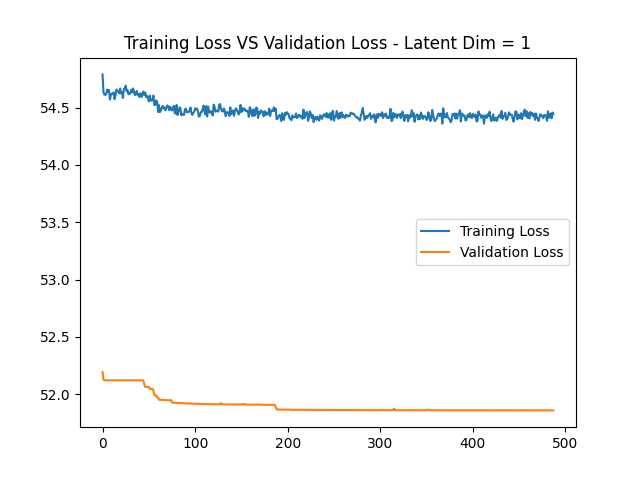 Training Loss VS Validation Loss - Latent Dim = 1
54.5
54.0
53.5
53.0
52.5
52.0
Training Loss
Validation Loss
0 100 200 300 400 500